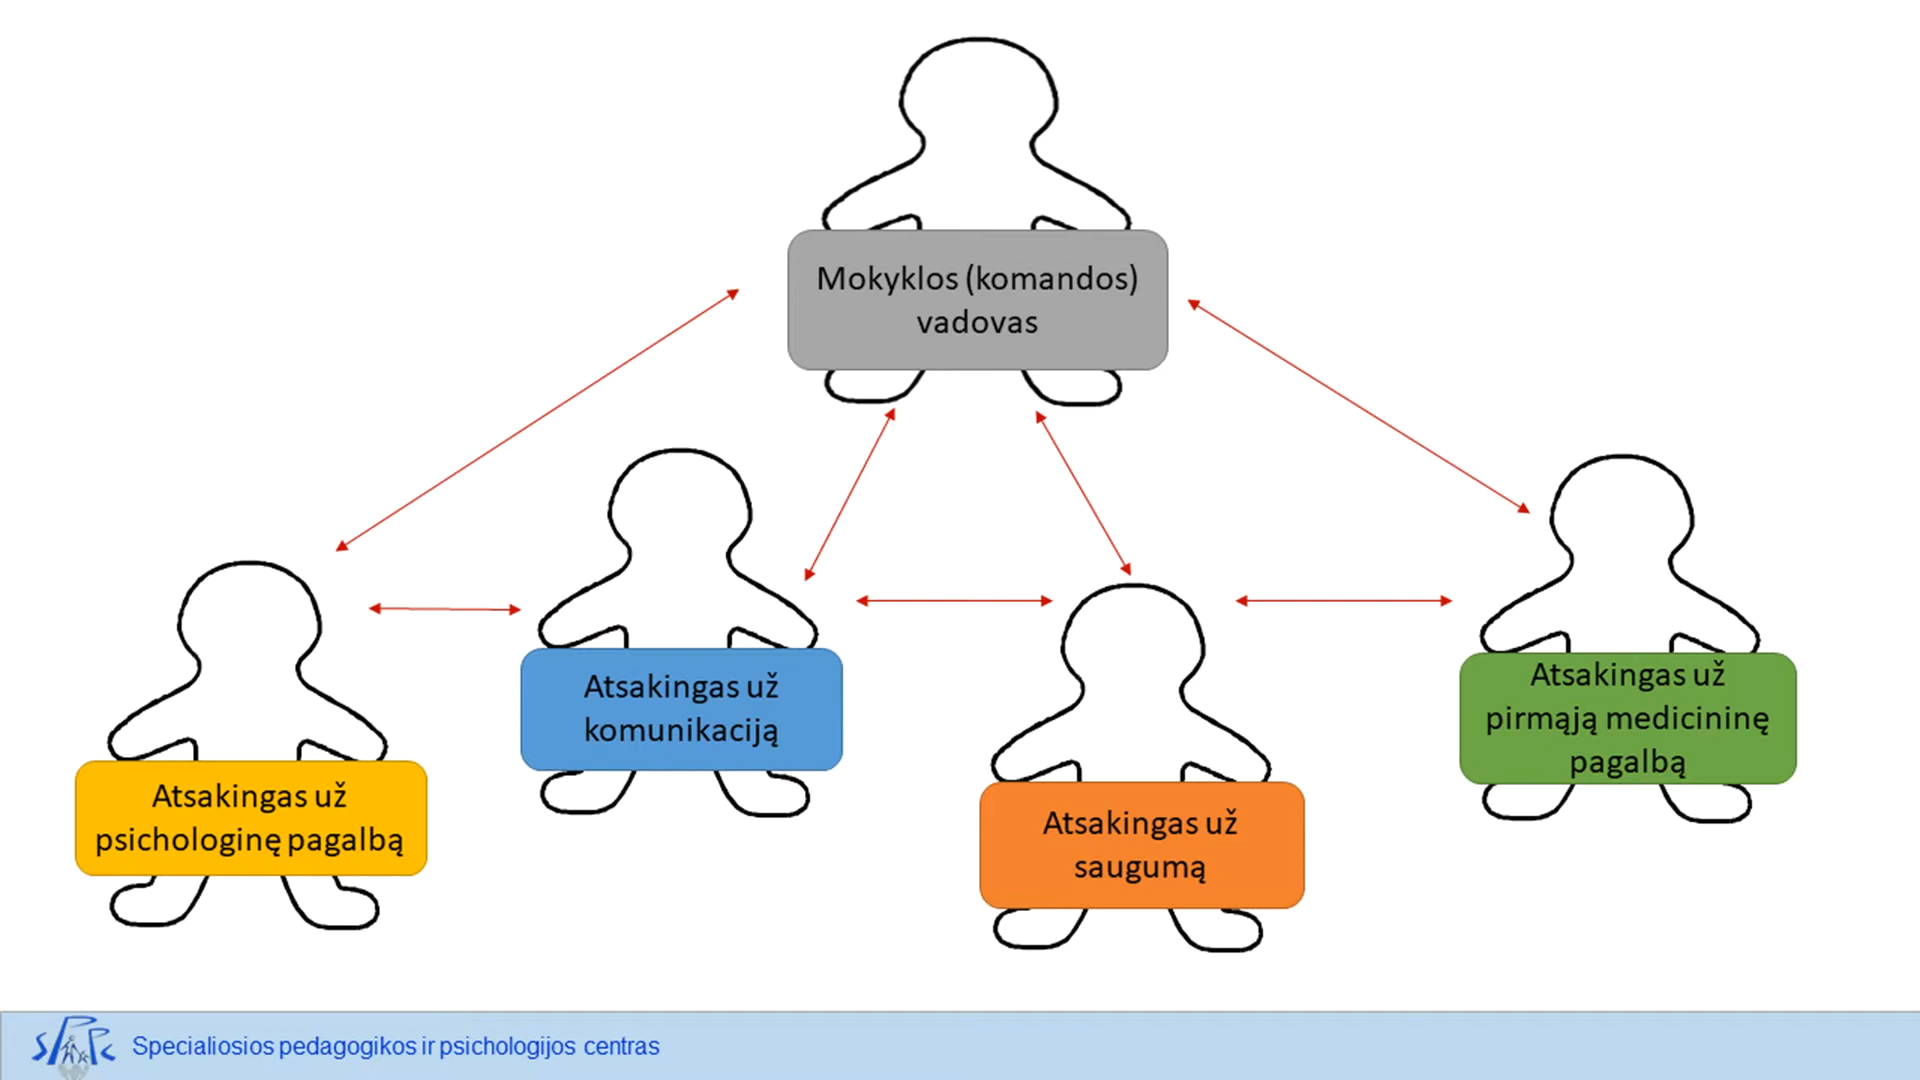 Mokyklos (komandos)
vadovas
Atsakingas už
psichologinę pagalbą
Atsakingas už
komunikaciją
Atsakingas už
saugumą
Atsakingas už
pirmąją medicininę
pagalbą
SPPC
Specialiosios pedagogikos ir psichologijos centras